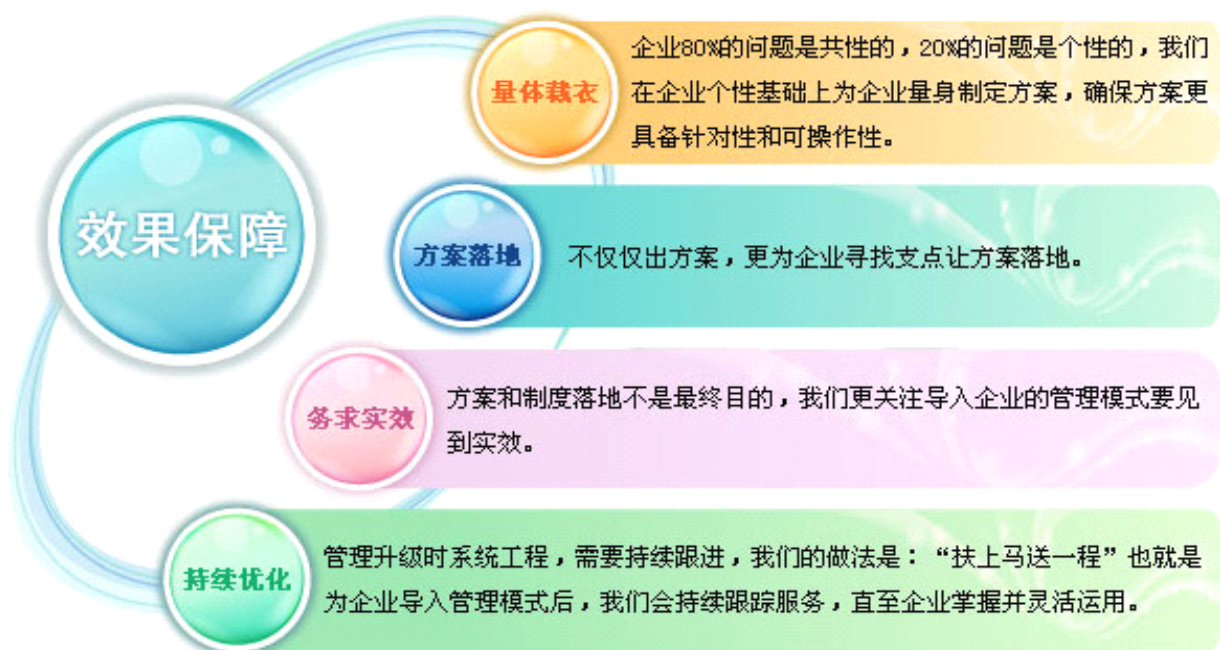 效果保障
量体裁衣
企业80%的问题是共性的，20%的问题是个性的，我们
在企业个性基础上为企业量身制定方案，确保方案更
具备针对性和可操作性。
方案落地
不仅仅出方案，更为企业寻找支点让方案落地。
务求实效
方案和制度落地不是最终目的，我们更关注导入企业的管理模式要见
到实效。
持续优化
管理升级时系统工程，需要持续跟进，我们的做法是：“扶上马送一程”也就是
为企业导入管理模式后，我们会持续跟踪服务，直至企业掌握并灵活运用。